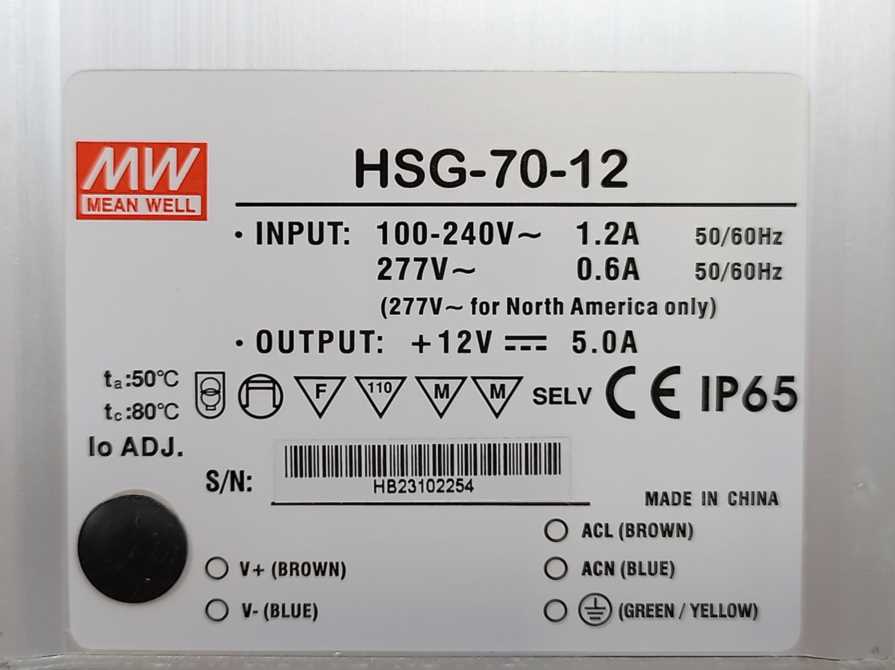 MW
MEAN WELL
HSG-70-12
· INPUT: 100-240V~ 1.2A 50/60Hz
277V~ 0.6A 50/60Hz
(277V~ for North America only)
· OUTPUT: +12V ⎓ 5.0A
ta:50°C
tc:80°C
F 110 M M SELV CE IP65
Io ADJ.
S/N: HB23102254
MADE IN CHINA
ACL (BROWN)
V+ (BROWN) ACN (BLUE)
V- (BLUE) (GREEN / YELLOW)